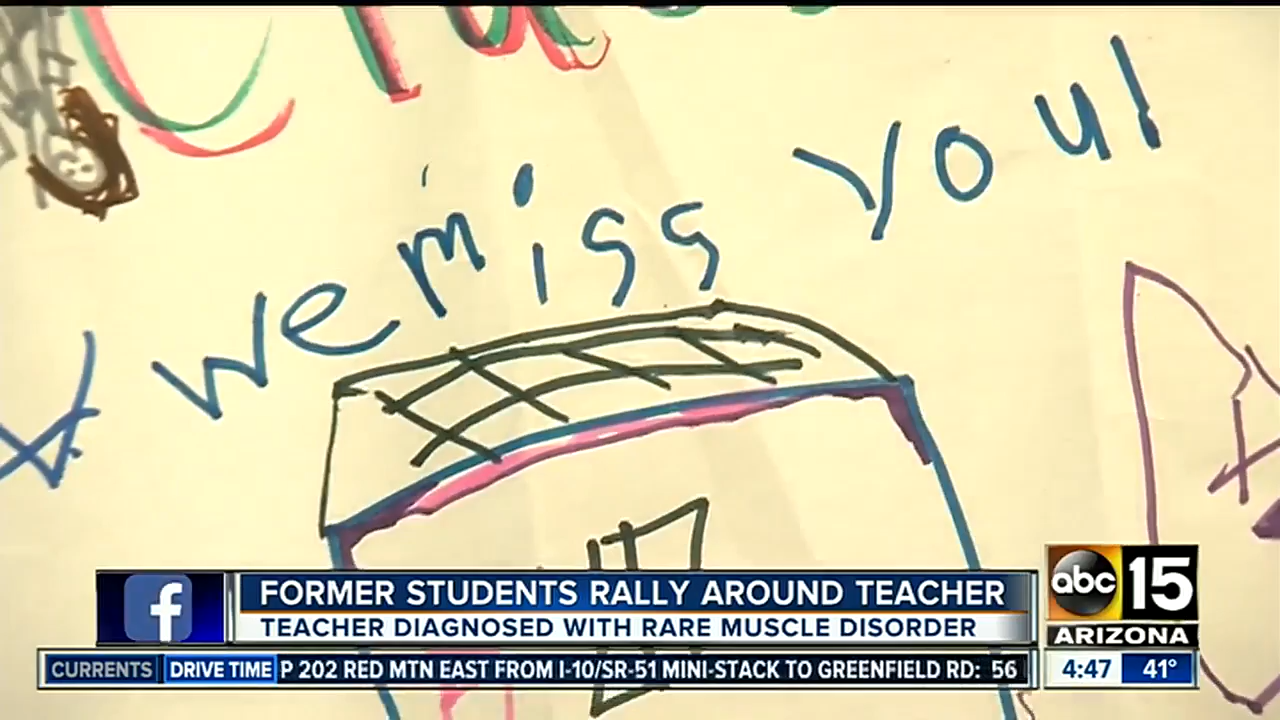 we miss you!
FORMER STUDENTS RALLY AROUND TEACHER
TEACHER DIAGNOSED WITH RARE MUSCLE DISORDER
abc 15
ARIZONA
CURRENTS DRIVE TIME P 202 RED MTN EAST FROM I-10/SR-51 MINI-STACK TO GREENFIELD RD: 56
4:47 41°